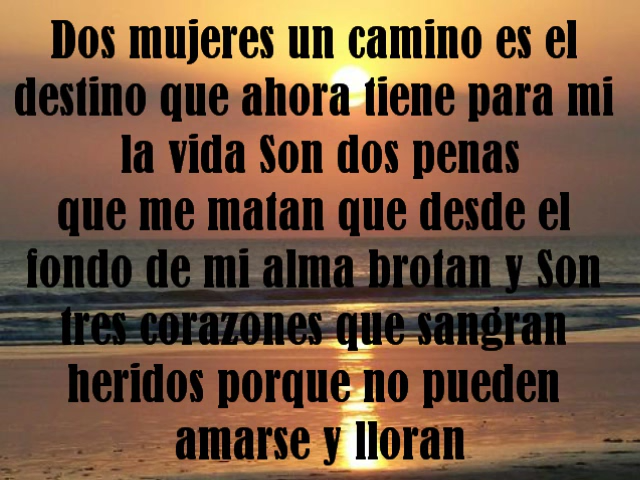 Dos mujeres un camino es el
destino que ahora tiene para mi
la vida Son dos penas
que me matan que desde el
fondo de mi alma brotan y Son
tres corazones que sangran
heridos porque no pueden
amarse y lloran